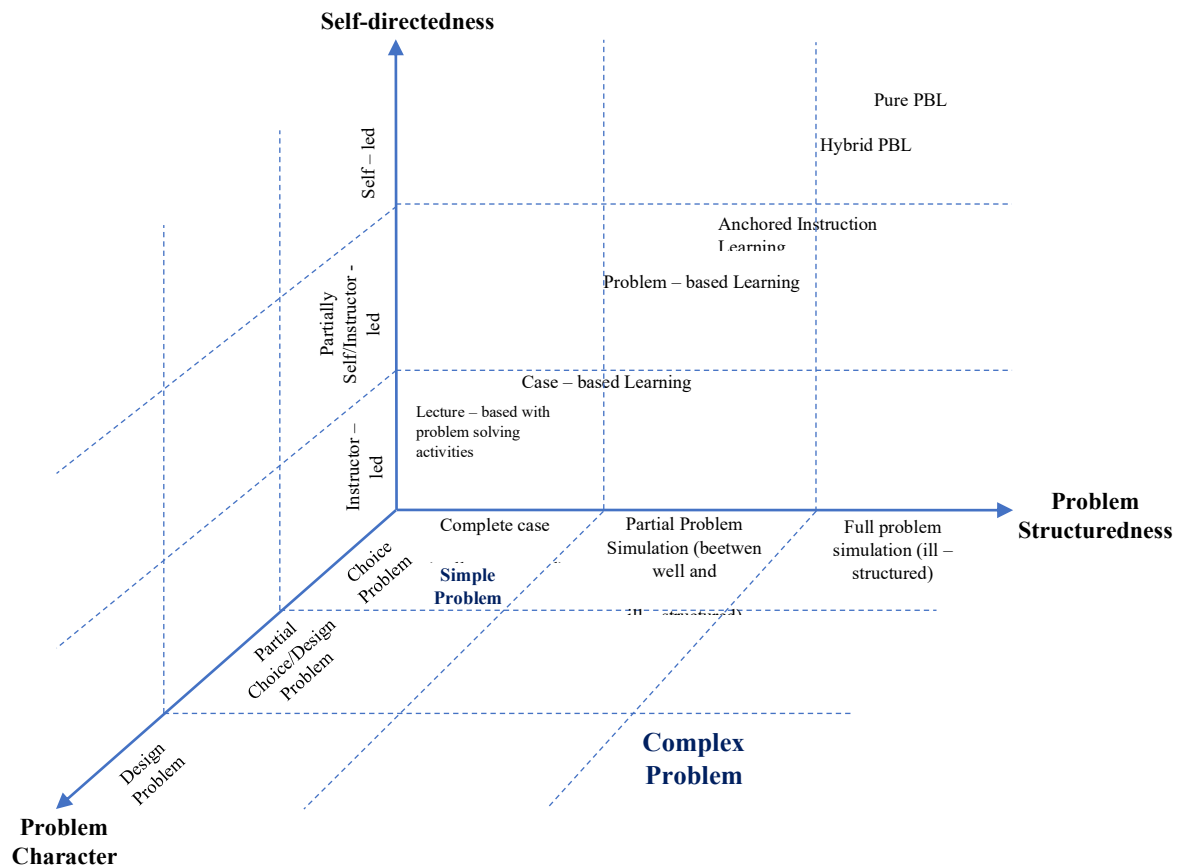 Self-directedness
Pure PBL
Hybrid PBL
Self – led
Anchored Instruction
Learning
Problem – based Learning
Partially
Self/Instructor -
led
Case – based Learning
Lecture – based with
problem solving
activities
Instructor –
led
Problem
Structuredness
Complete case
Partial Problem
Simulation (beetwen
well and
ill – structured)
Full problem
simulation (ill –
structured)
Simple
Problem
Choice
Problem
Partial
Choice/Design
Problem
Design
Problem
Complex
Problem
Problem
Character